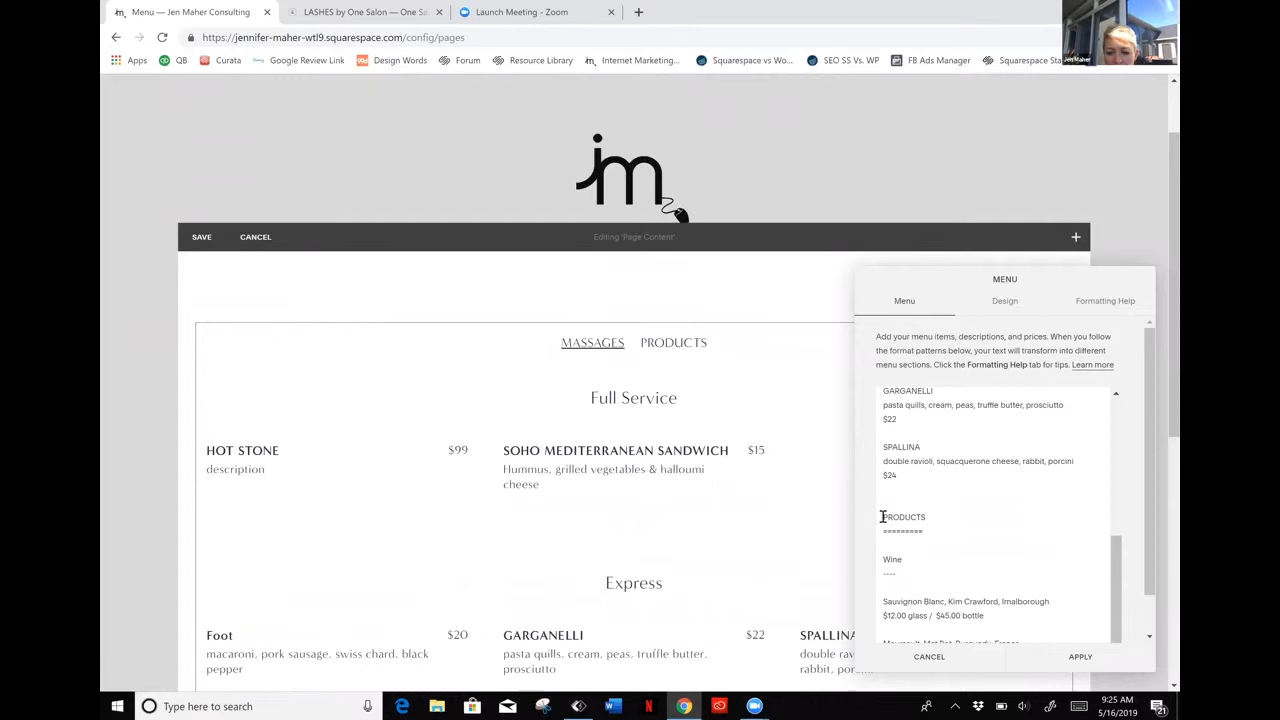 Menu — Jen Maher Consulting
LASHES by One Salon — One Sa
Launch Meeting - Zoom
https://jennifer-maher-wtl9.squarespace.com/config/pages
Apps
QB
Curata
Google Review Link
Design Words
Forum
Resource Library
Internet Marketing...
Squarespace vs Wo...
SEO SS Vs. WP
FB Ads Manager
Squarespace Sta
Jen Maher
jm
SAVE
CANCEL
Editing 'Page Content'
MASSAGES
PRODUCTS
Full Service
HOT STONE
$99
description
SOHO MEDITERRANEAN SANDWICH
$15
Hummus, grilled vegetables & halloumi
cheese
Express
Foot
$20
macaroni, pork sausage, swiss chard, black
pepper
GARGANELLI
$22
pasta quills, cream, peas, truffle butter,
prosciutto
SPALLINA
double ra
rabbit, por
MENU
Menu
Design
Formatting Help
Add your menu items, descriptions, and prices. When you follow
the format patterns below, your text will transform into different
menu sections. Click the Formatting Help tab for tips. Learn more
GARGANELLI
pasta quills, cream, peas, truffle butter, prosciutto
$22
SPALLINA
double ravioli, squacquerone cheese, rabbit, porcini
$24
PRODUCTS
=========
Wine
----
Sauvignon Blanc, Kim Crawford, Imalborough
$12.00 glass / $45.00 bottle
CANCEL
APPLY
Type here to search
9:25 AM
5/16/2019
21